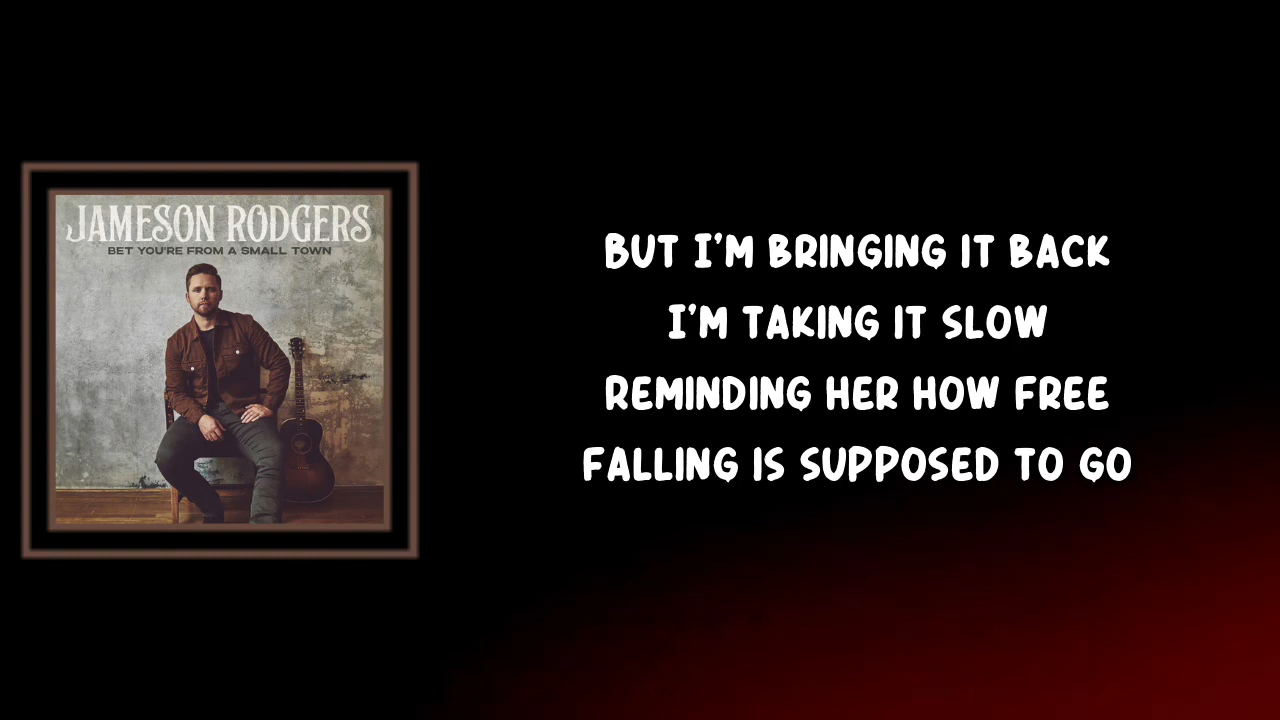 JAMESON RODGERS
BET YOU'RE FROM A SMALL TOWN
BUT I'M BRINGING IT BACK
I'M TAKING IT SLOW
REMINDING HER HOW FREE
FALLING IS SUPPOSED TO GO